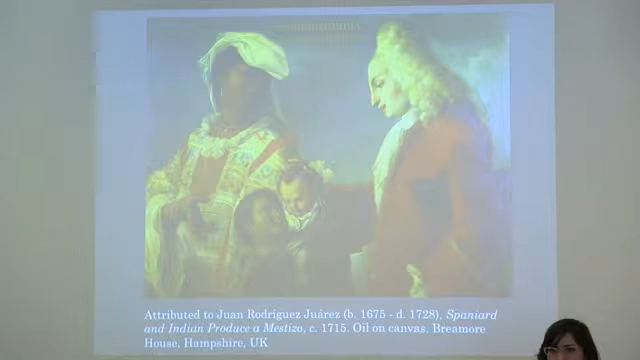 Attributed to Juan Rodríguez Juárez (b. 1675 - d. 1728), Spaniard
and Indian Produce a Mestizo, c. 1715. Oil on canvas. Breamore
House, Hampshire, UK